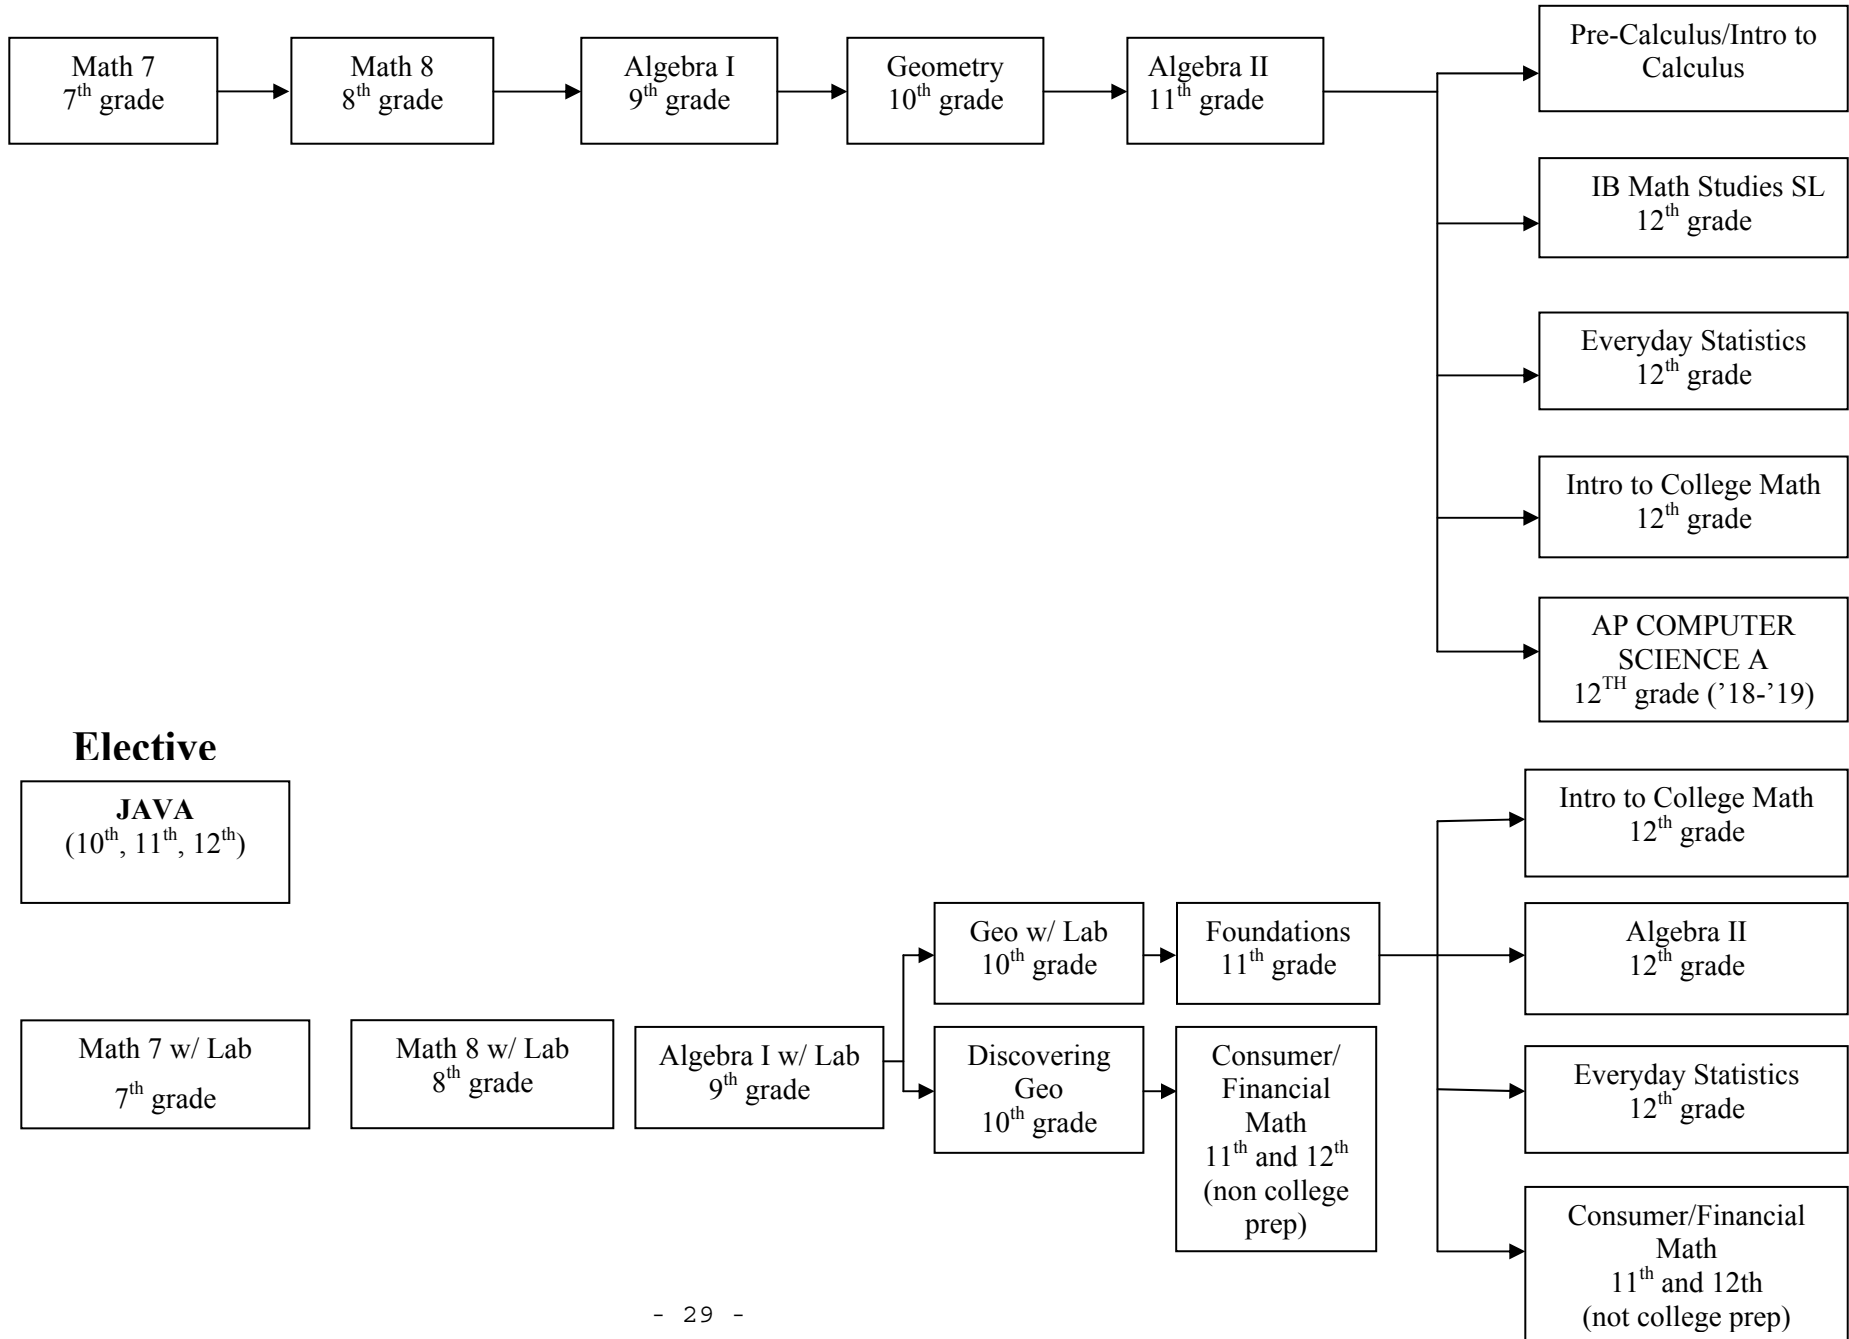 Math 7
7th grade
Math 8
8th grade
Algebra I
9th grade
Geometry
10th grade
Algebra II
11th grade
Pre-Calculus/Intro to
Calculus
IB Math Studies SL
12th grade
Everyday Statistics
12th grade
Intro to College Math
12th grade
AP COMPUTER
SCIENCE A
12TH grade (’18-’19)
Elective
JAVA
(10th, 11th, 12th)
Math 7 w/ Lab
7th grade
Math 8 w/ Lab
8th grade
Algebra I w/ Lab
9th grade
Geo w/ Lab
10th grade
Foundations
11th grade
Discovering
Geo
10th grade
Consumer/
Financial
Math
11th and 12th
(non college
prep)
Intro to College Math
12th grade
Algebra II
12th grade
Everyday Statistics
12th grade
Consumer/Financial
Math
11th and 12th
(not college prep)
- 29 -